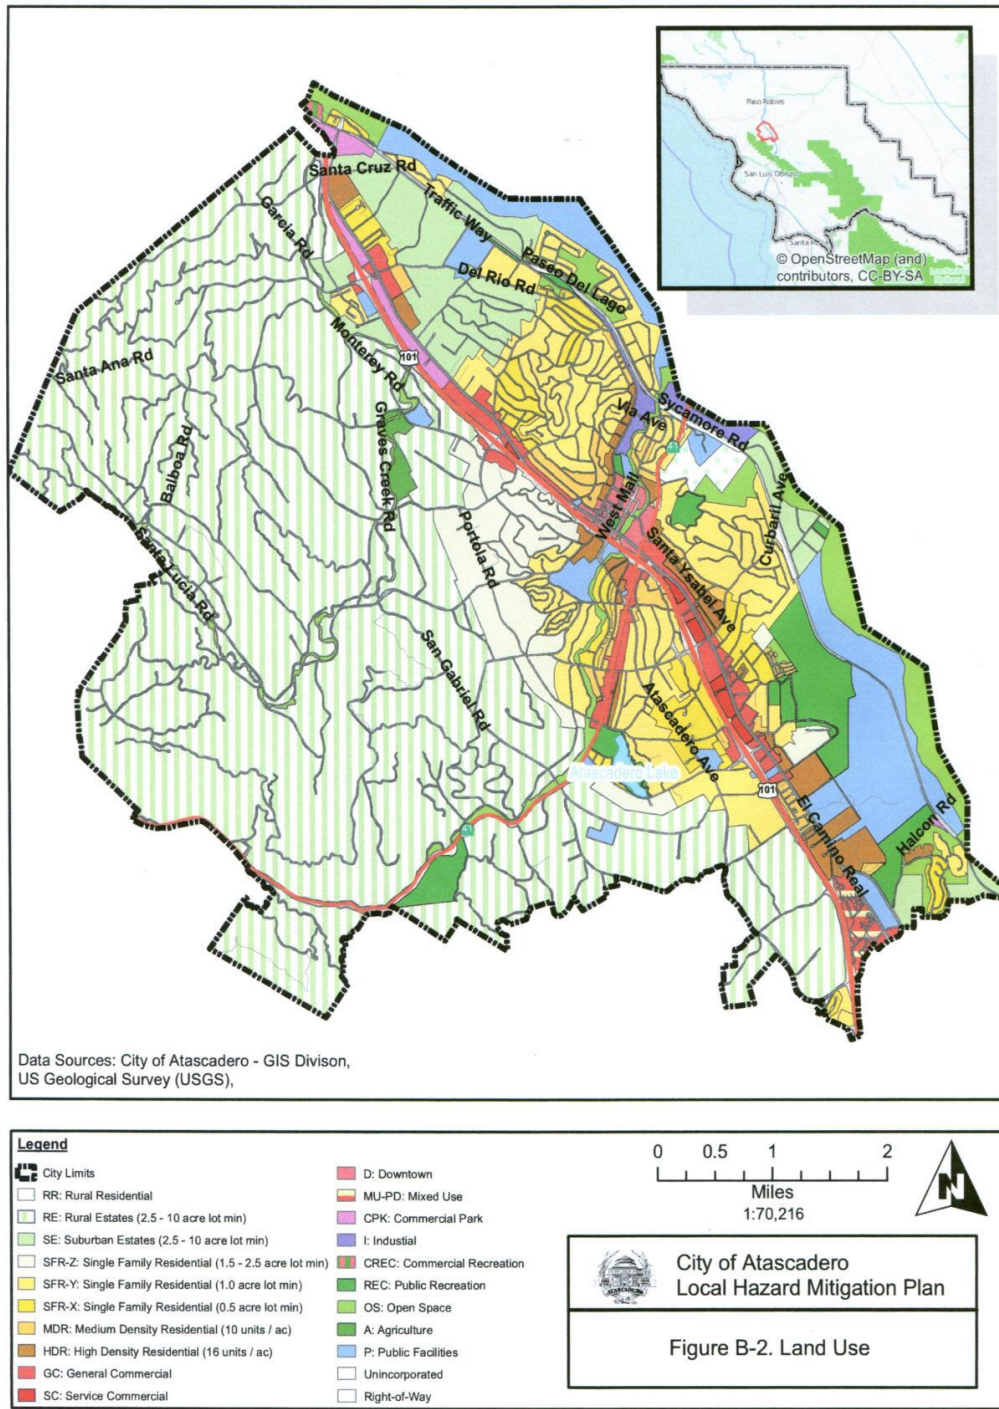 Paso Robles
San Luis Obispo
Santa
© OpenStreetMap (and)
contributors, CC-BY-SA
Santa Cruz Rd
Garcia Rd
Traffic Way
Paseo Del Lago
Del Rio Rd
Monterey Rd
101
Santa Ana Rd
Graves Creek Rd
Via Ave
Sycamore Rd
Balboa Rd
41
West Mall
Curbaril Ave
Portola Rd
Santa Lucia Rd
Santa Ysabel Ave
San Gabriel Rd
Atascadero Ave
Atascadero Lake
101
El Camino Real
Halcon Rd
41
Data Sources: City of Atascadero - GIS Divison,
US Geological Survey (USGS),
Legend
City Limits
RR: Rural Residential
RE: Rural Estates (2.5 - 10 acre lot min)
SE: Suburban Estates (2.5 - 10 acre lot min)
SFR-Z: Single Family Residential (1.5 - 2.5 acre lot min)
SFR-Y: Single Family Residential (1.0 acre lot min)
SFR-X: Single Family Residential (0.5 acre lot min)
MDR: Medium Density Residential (10 units / ac)
HDR: High Density Residential (16 units / ac)
GC: General Commercial
SC: Service Commercial
D: Downtown
MU-PD: Mixed Use
CPK: Commercial Park
I: Industial
CREC: Commercial Recreation
REC: Public Recreation
OS: Open Space
A: Agriculture
P: Public Facilities
Unincorporated
Right-of-Way
0 0.5 1 2
Miles
1:70,216
N
City of Atascadero
Local Hazard Mitigation Plan
Figure B-2. Land Use